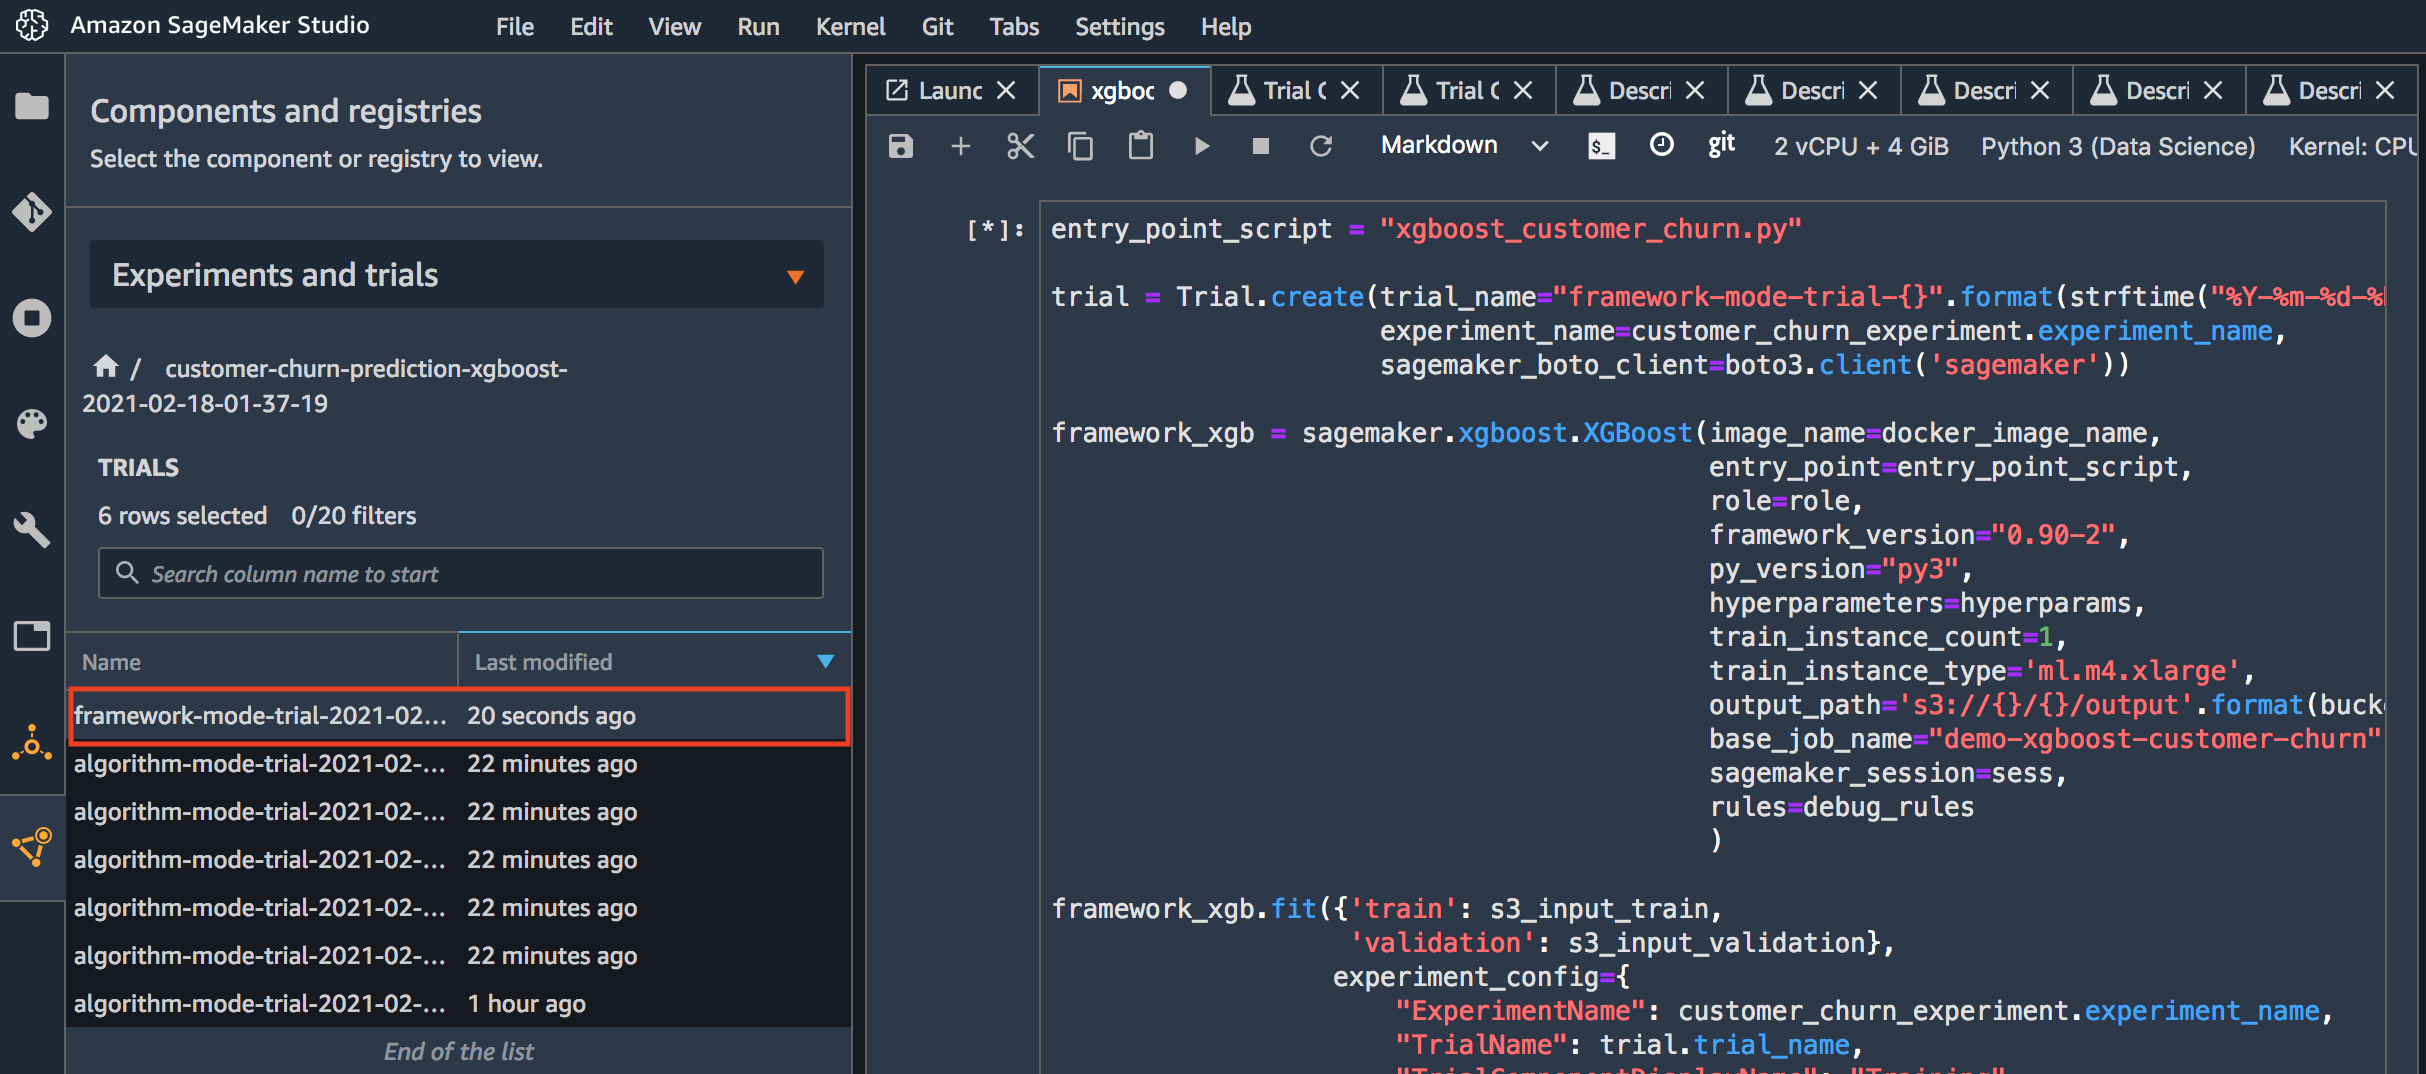 Amazon SageMaker Studio File Edit View Run Kernel Git Tabs Settings Help
Components and registries
Select the component or registry to view.
Experiments and trials
/ customer-churn-prediction-xgboost-
2021-02-18-01-37-19
TRIALS
6 rows selected 0/20 filters
Search column name to start
Name Last modified
framework-mode-trial-2021-02... 20 seconds ago
algorithm-mode-trial-2021-02-... 22 minutes ago
algorithm-mode-trial-2021-02-... 22 minutes ago
algorithm-mode-trial-2021-02-... 22 minutes ago
algorithm-mode-trial-2021-02-... 22 minutes ago
algorithm-mode-trial-2021-02-... 22 minutes ago
algorithm-mode-trial-2021-02-... 1 hour ago
End of the list
Launc xgboc Trial C Trial C Descri Descri Descri Descri Descri
Markdown $_ git 2 vCPU + 4 GiB Python 3 (Data Science) Kernel: CPU
[*]: entry_point_script = "xgboost_customer_churn.py"
trial = Trial.create(trial_name="framework-mode-trial-{}".format(strftime("%Y-%m-%d-%
experiment_name=customer_churn_experiment.experiment_name,
sagemaker_boto_client=boto3.client('sagemaker'))
framework_xgb = sagemaker.xgboost.XGBoost(image_name=docker_image_name,
entry_point=entry_point_script,
role=role,
framework_version="0.90-2",
py_version="py3",
hyperparameters=hyperparams,
train_instance_count=1,
train_instance_type='ml.m4.xlarge',
output_path='s3://{}/{}/output'.format(buck
base_job_name="demo-xgboost-customer-churn"
sagemaker_session=sess,
rules=debug_rules
)
framework_xgb.fit({'train': s3_input_train,
'validation': s3_input_validation},
experiment_config={
"ExperimentName": customer_churn_experiment.experiment_name,
"TrialName": trial.trial_name,
"TrialComponentDisplayName": "Training"